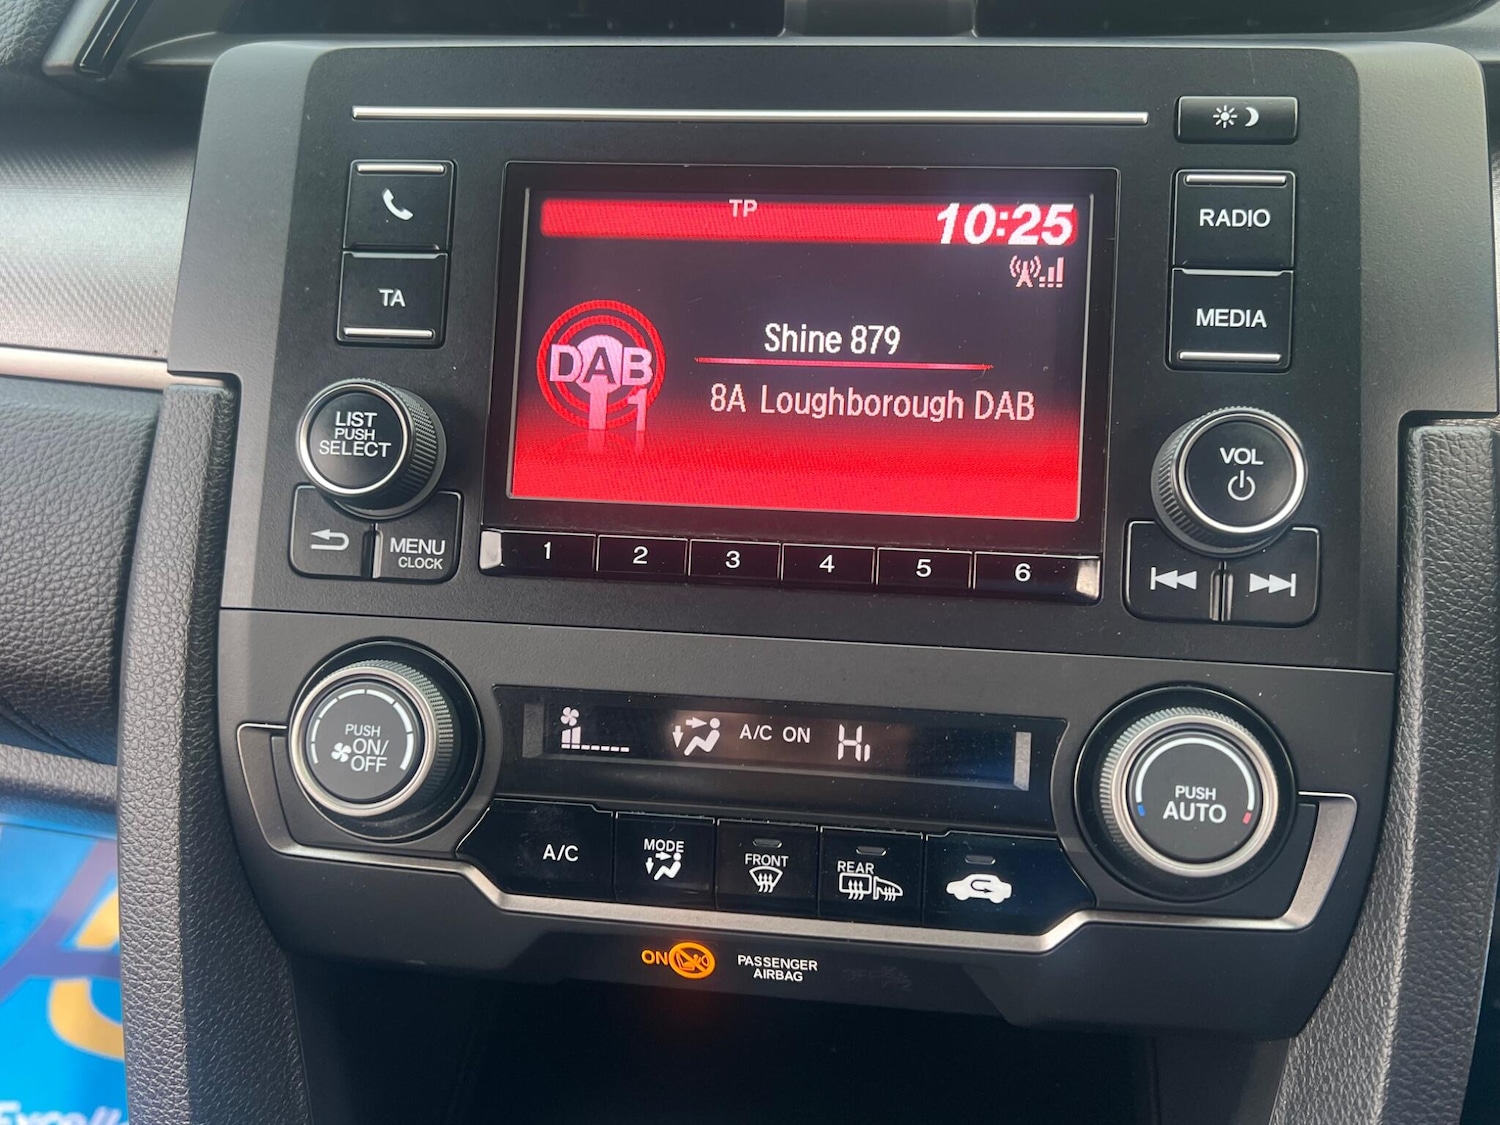 TP
10:25
TA
RADIO
MEDIA
DAB
1
Shine 879
8A Loughborough DAB
LIST
PUSH
SELECT
VOL
MENU
CLOCK
1 2 3 4 5 6
PUSH
ON/
OFF
A/C ON Hi
PUSH
AUTO
A/C
MODE
FRONT
REAR
ON
PASSENGER
AIRBAG